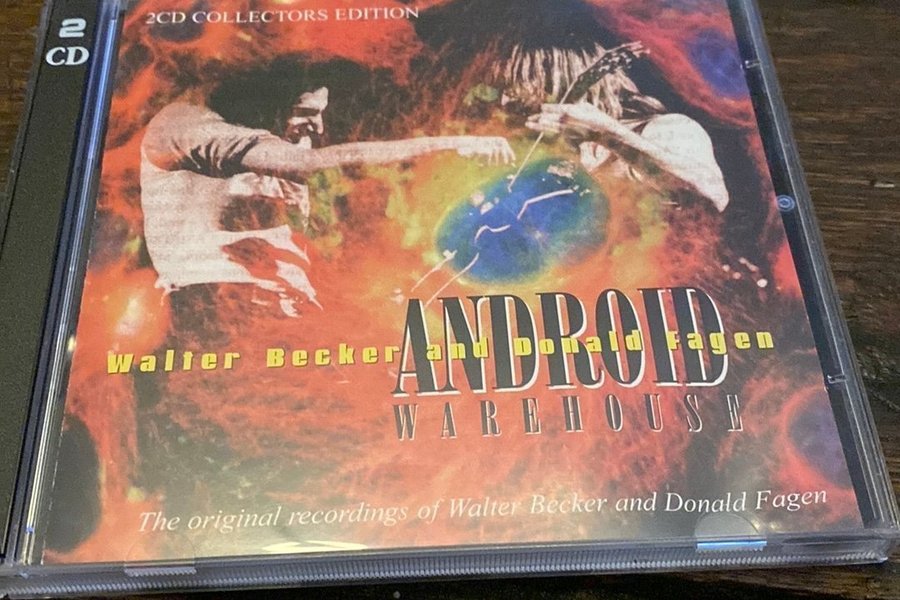 2
CD
2CD COLLECTORS EDITION
ANDROID
Walter Becker and Donald Fagen
WAREHOUSE
The original recordings of Walter Becker and Donald Fagen